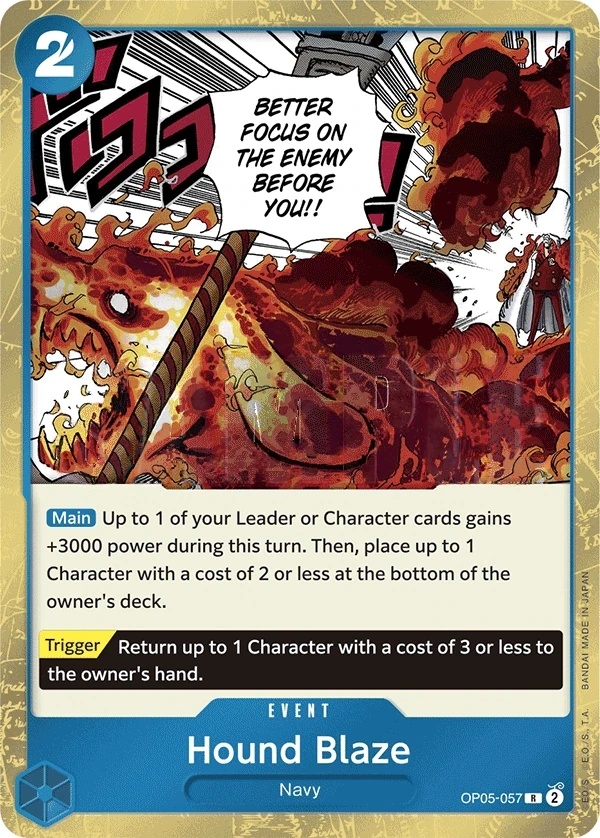 2
BETTER
FOCUS ON
THE ENEMY
BEFORE
YOU!!
Main Up to 1 of your Leader or Character cards gains
+3000 power during this turn. Then, place up to 1
Character with a cost of 2 or less at the bottom of the
owner's deck.
Trigger Return up to 1 Character with a cost of 3 or less to
the owner's hand.
EVENT
Hound Blaze
Navy
OP05-057 R 2
BANDAI MADE IN JAPAN